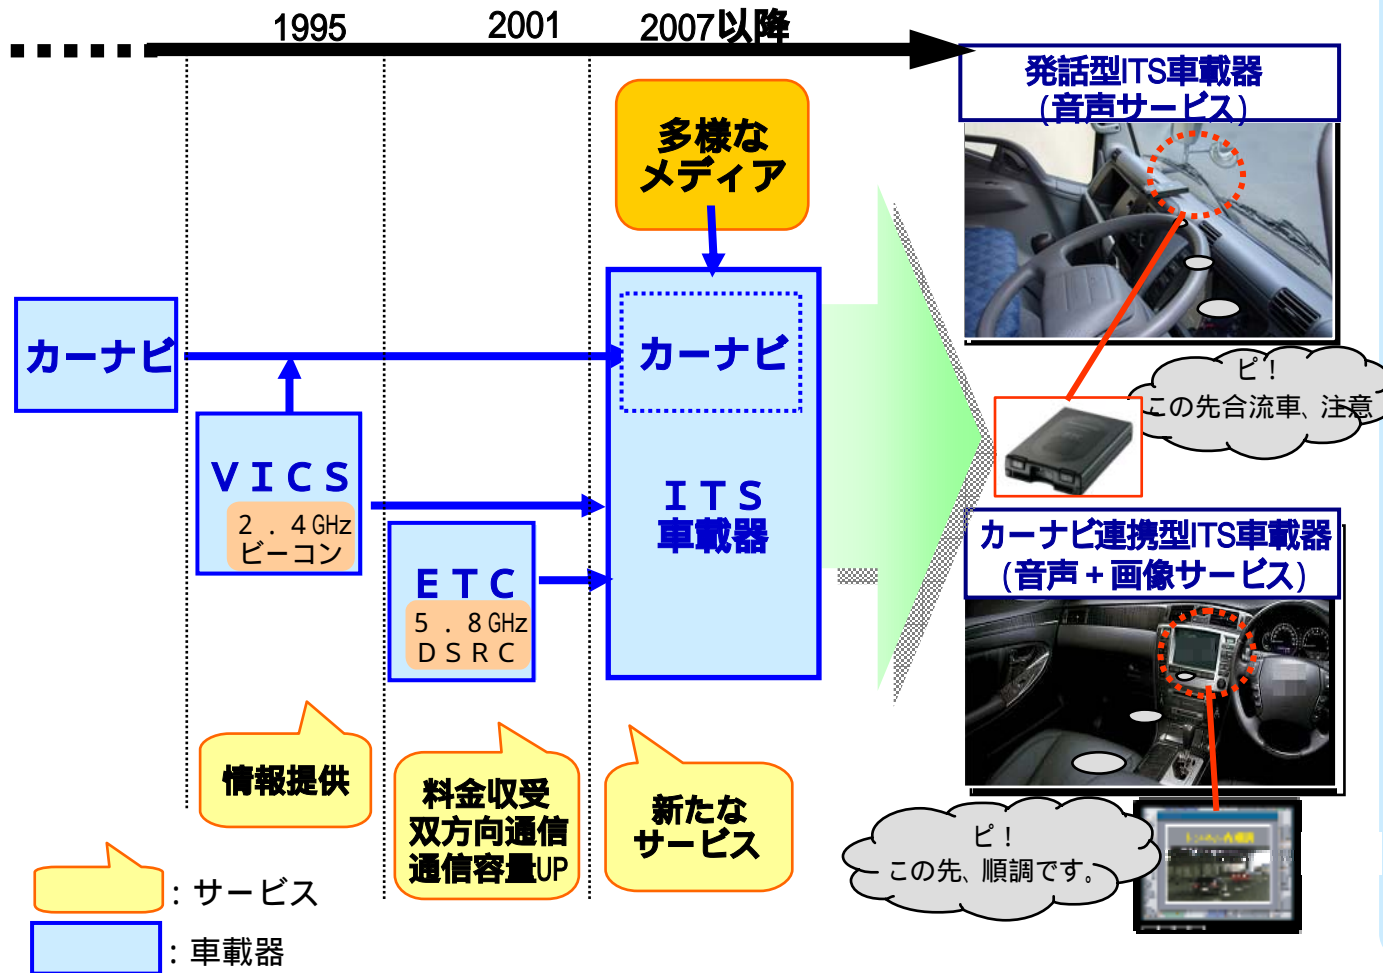 1995
2001
2007以降
発話型ITS車載器
(音声サービス)
多様な
メディア
カーナビ
カーナビ
ピ！
この先合流車、注意
VICS
2．4GHz
ビーコン
ITS
車載器
ETC
5．8GHz
DSRC
カーナビ連携型ITS車載器
(音声+画像サービス)
情報提供
料金収受
双方向通信
通信容量UP
新たな
サービス
ピ！
この先、順調です。
：サービス
：車載器